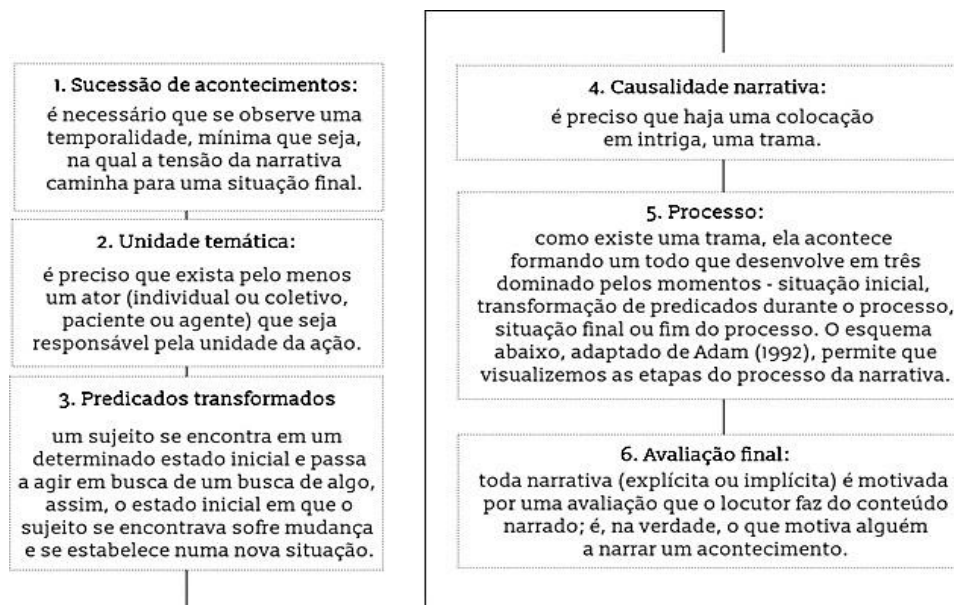 1. Sucessão de acontecimentos:
é necessário que se observe uma
temporalidade, mínima que seja,
na qual a tensão da narrativa
caminha para uma situação final.
2. Unidade temática:
é preciso que exista pelo menos
um ator (individual ou coletivo,
paciente ou agente) que seja
responsável pela unidade da ação.
3. Predicados transformados
um sujeito se encontra em um
determinado estado inicial e passa
a agir em busca de um busca de algo,
assim, o estado inicial em que o
sujeito se encontrava sofre mudança
e se estabelece numa nova situação.
4. Causalidade narrativa:
é preciso que haja uma colocação
em intriga, uma trama.
5. Processo:
como existe uma trama, ela acontece
formando um todo que desenvolve em três
dominado pelos momentos - situação inicial,
transformação de predicados durante o processo,
situação final ou fim do processo. O esquema
abaixo, adaptado de Adam (1992), permite que
visualizemos as etapas do processo da narrativa.
6. Avaliação final:
toda narrativa (explícita ou implícita) é motivada
por uma avaliação que o locutor faz do conteúdo
narrado; é, na verdade, o que motiva alguém
a narrar um acontecimento.